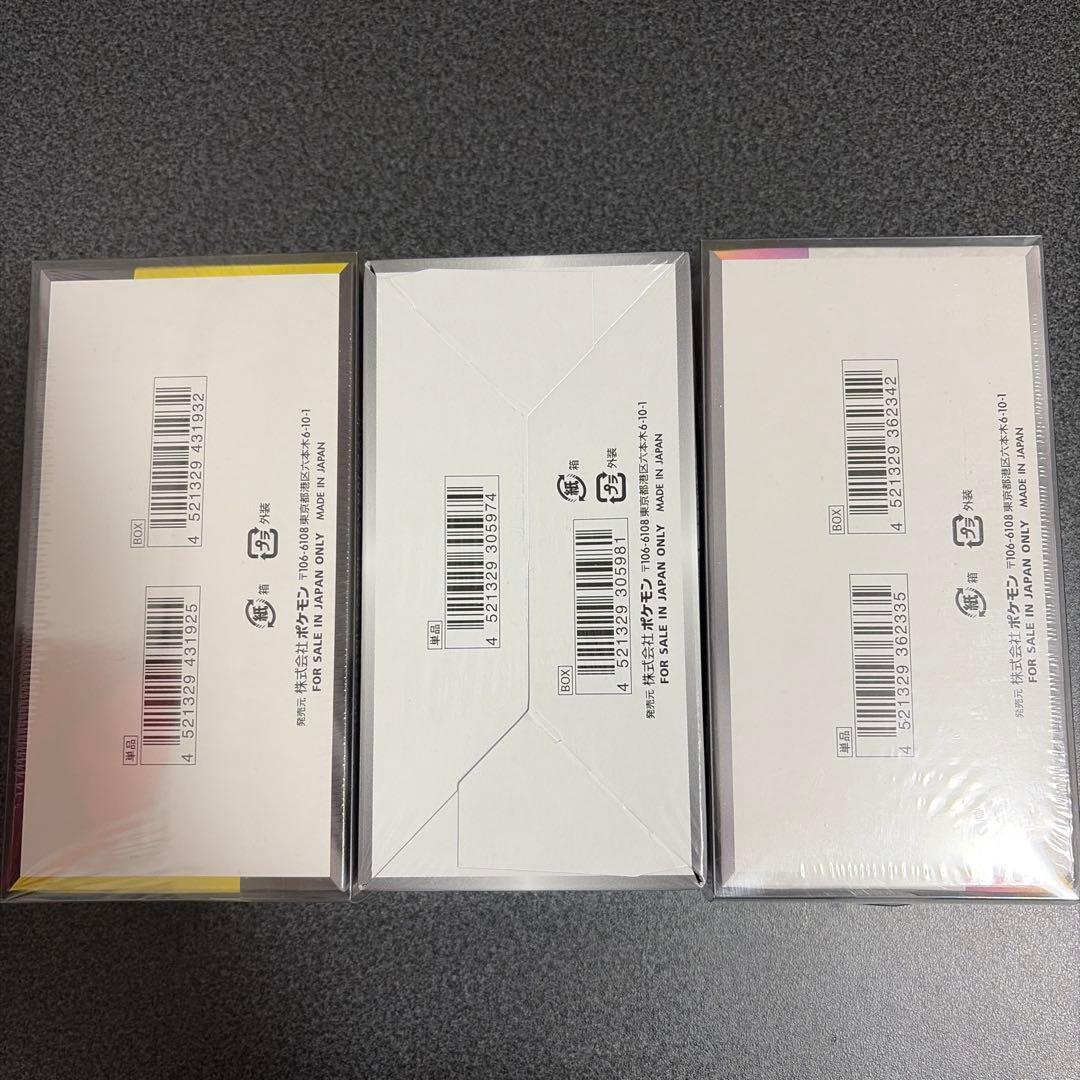 BOX
4 521329 431932
単品
4 521329 431925
紙 箱
プラ 外装
発売元 株式会社 ポケモン 〒106-6108 東京都港区六本木6-10-1
FOR SALE IN JAPAN ONLY MADE IN JAPAN
単品
4 521329 305974
BOX
4 521329 305981
紙 箱
プラ 外装
発売元 株式会社 ポケモン 〒106-6108 東京都港区六本木6-10-1
FOR SALE IN JAPAN ONLY MADE IN JAPAN
BOX
4 521329 362342
単品
4 521329 362335
紙 箱
プラ 外装
発売元 株式会社 ポケモン 〒106-6108 東京都港区六本木6-10-1
FOR SALE IN JAPAN ONLY MADE IN JAPAN